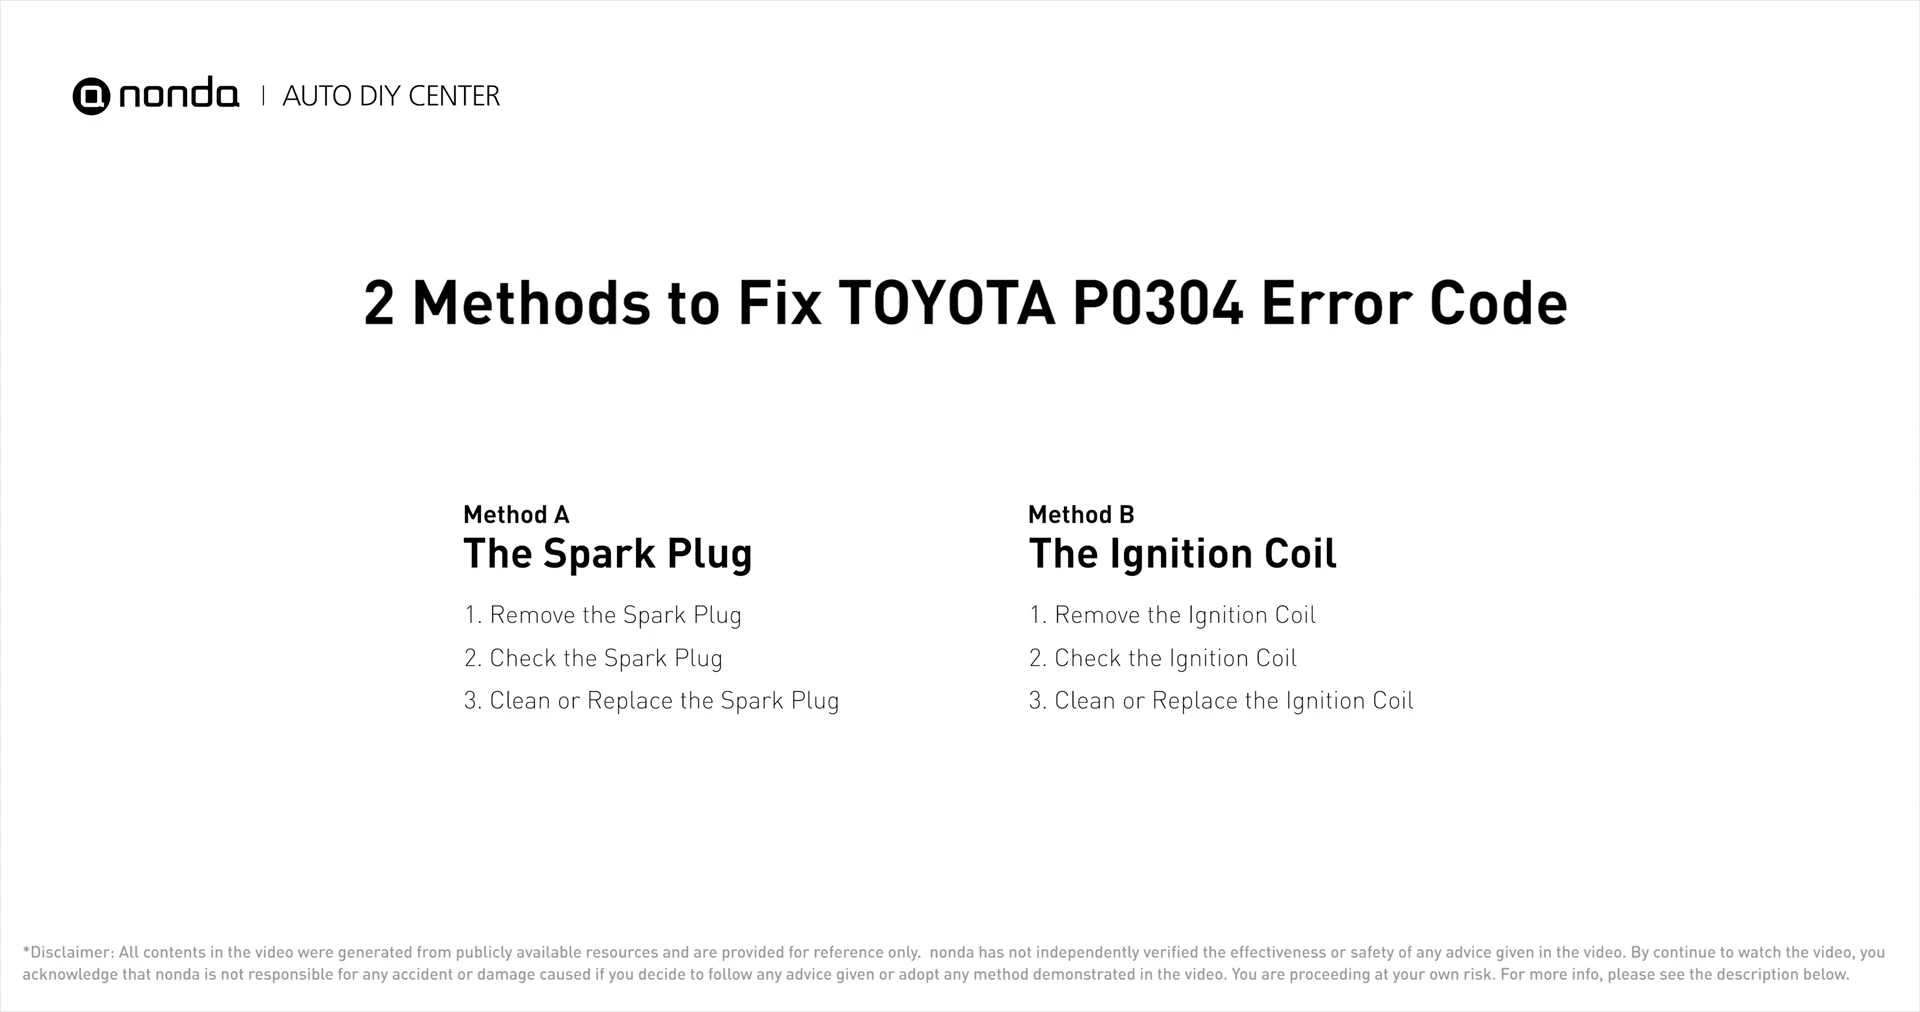 nonda | AUTO DIY CENTER
2 Methods to Fix TOYOTA P0304 Error Code
Method A
The Spark Plug
1. Remove the Spark Plug
2. Check the Spark Plug
3. Clean or Replace the Spark Plug
Method B
The Ignition Coil
1. Remove the Ignition Coil
2. Check the Ignition Coil
3. Clean or Replace the Ignition Coil
*Disclaimer: All contents in the video were generated from publicly available resources and are provided for reference only.  nonda has not independently verified the effectiveness or safety of any advice given in the video. By continue to watch the video, you
acknowledge that nonda is not responsible for any accident or damage caused if you decide to follow any advice given or adopt any method demonstrated in the video. You are proceeding at your own risk. For more info, please see the description below.